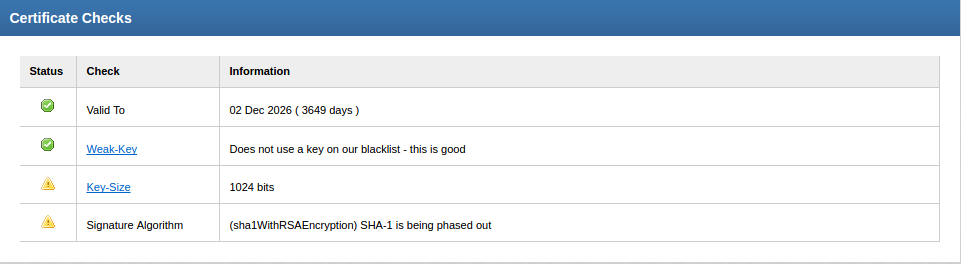 Certificate Checks
Status Check Information
Valid To 02 Dec 2026 ( 3649 days )
Weak-Key Does not use a key on our blacklist - this is good
Key-Size 1024 bits
Signature Algorithm (sha1WithRSAEncryption) SHA-1 is being phased out